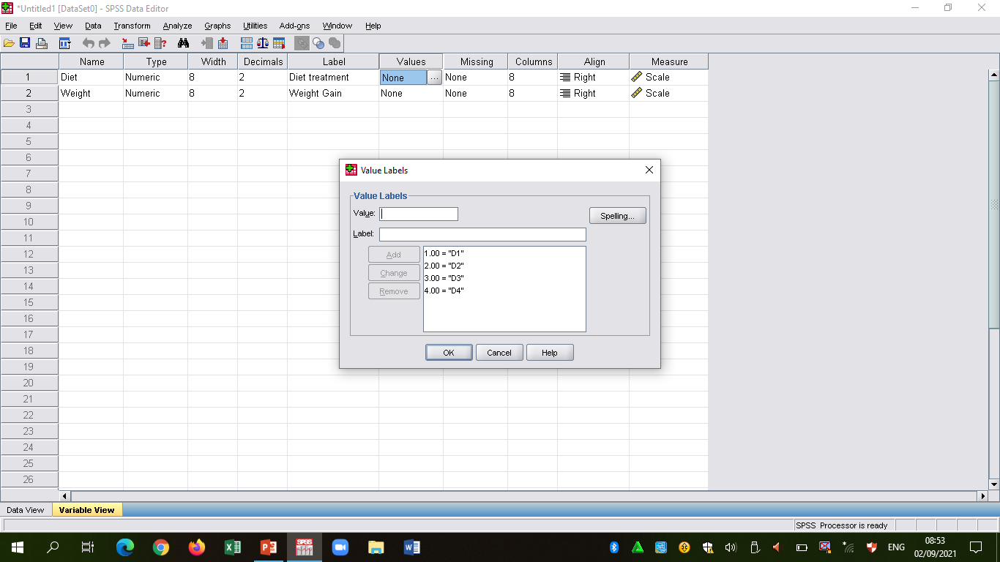 *Untitled1 [DataSet0] - SPSS Data Editor
File Edit View Data Transform Analyze Graphs Utilities Add-ons Window Help
Name Type Width Decimals Label Values Missing Columns Align Measure
1 Diet Numeric 8 2 Diet treatment None ... None 8 Right Scale
2 Weight Numeric 8 2 Weight Gain None None 8 Right Scale
3
4
5
6
7
8
9
10
11
12
13
14
15
16
17
18
19
20
21
22
23
24
25
26
Value Labels
Value Labels
Value:
Spelling...
Label:
Add
Change
Remove
1.00 = "D1"
2.00 = "D2"
3.00 = "D3"
4.00 = "D4"
OK Cancel Help
Data View Variable View
SPSS Processor is ready
SPSS
ENG
08:53
02/09/2021